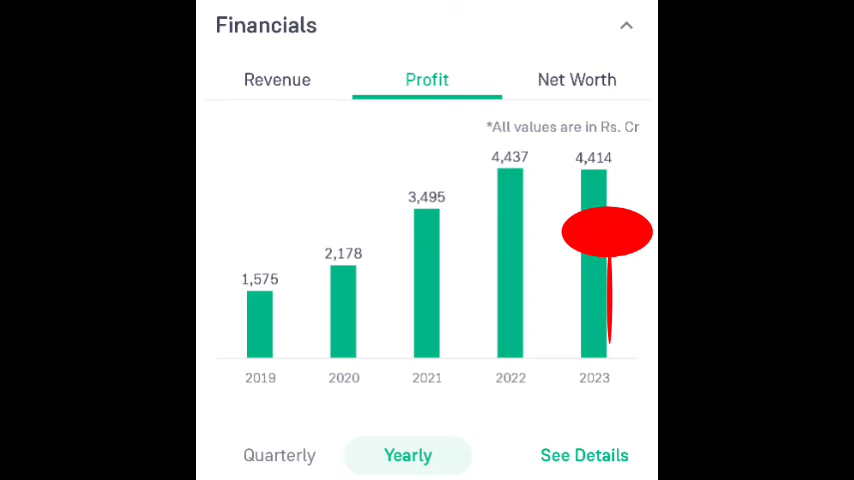 Financials
Revenue Profit Net Worth
*All values are in Rs. Cr
4,437 4,414
3,495
2,178
1,575
2019 2020 2021 2022 2023
Quarterly Yearly See Details